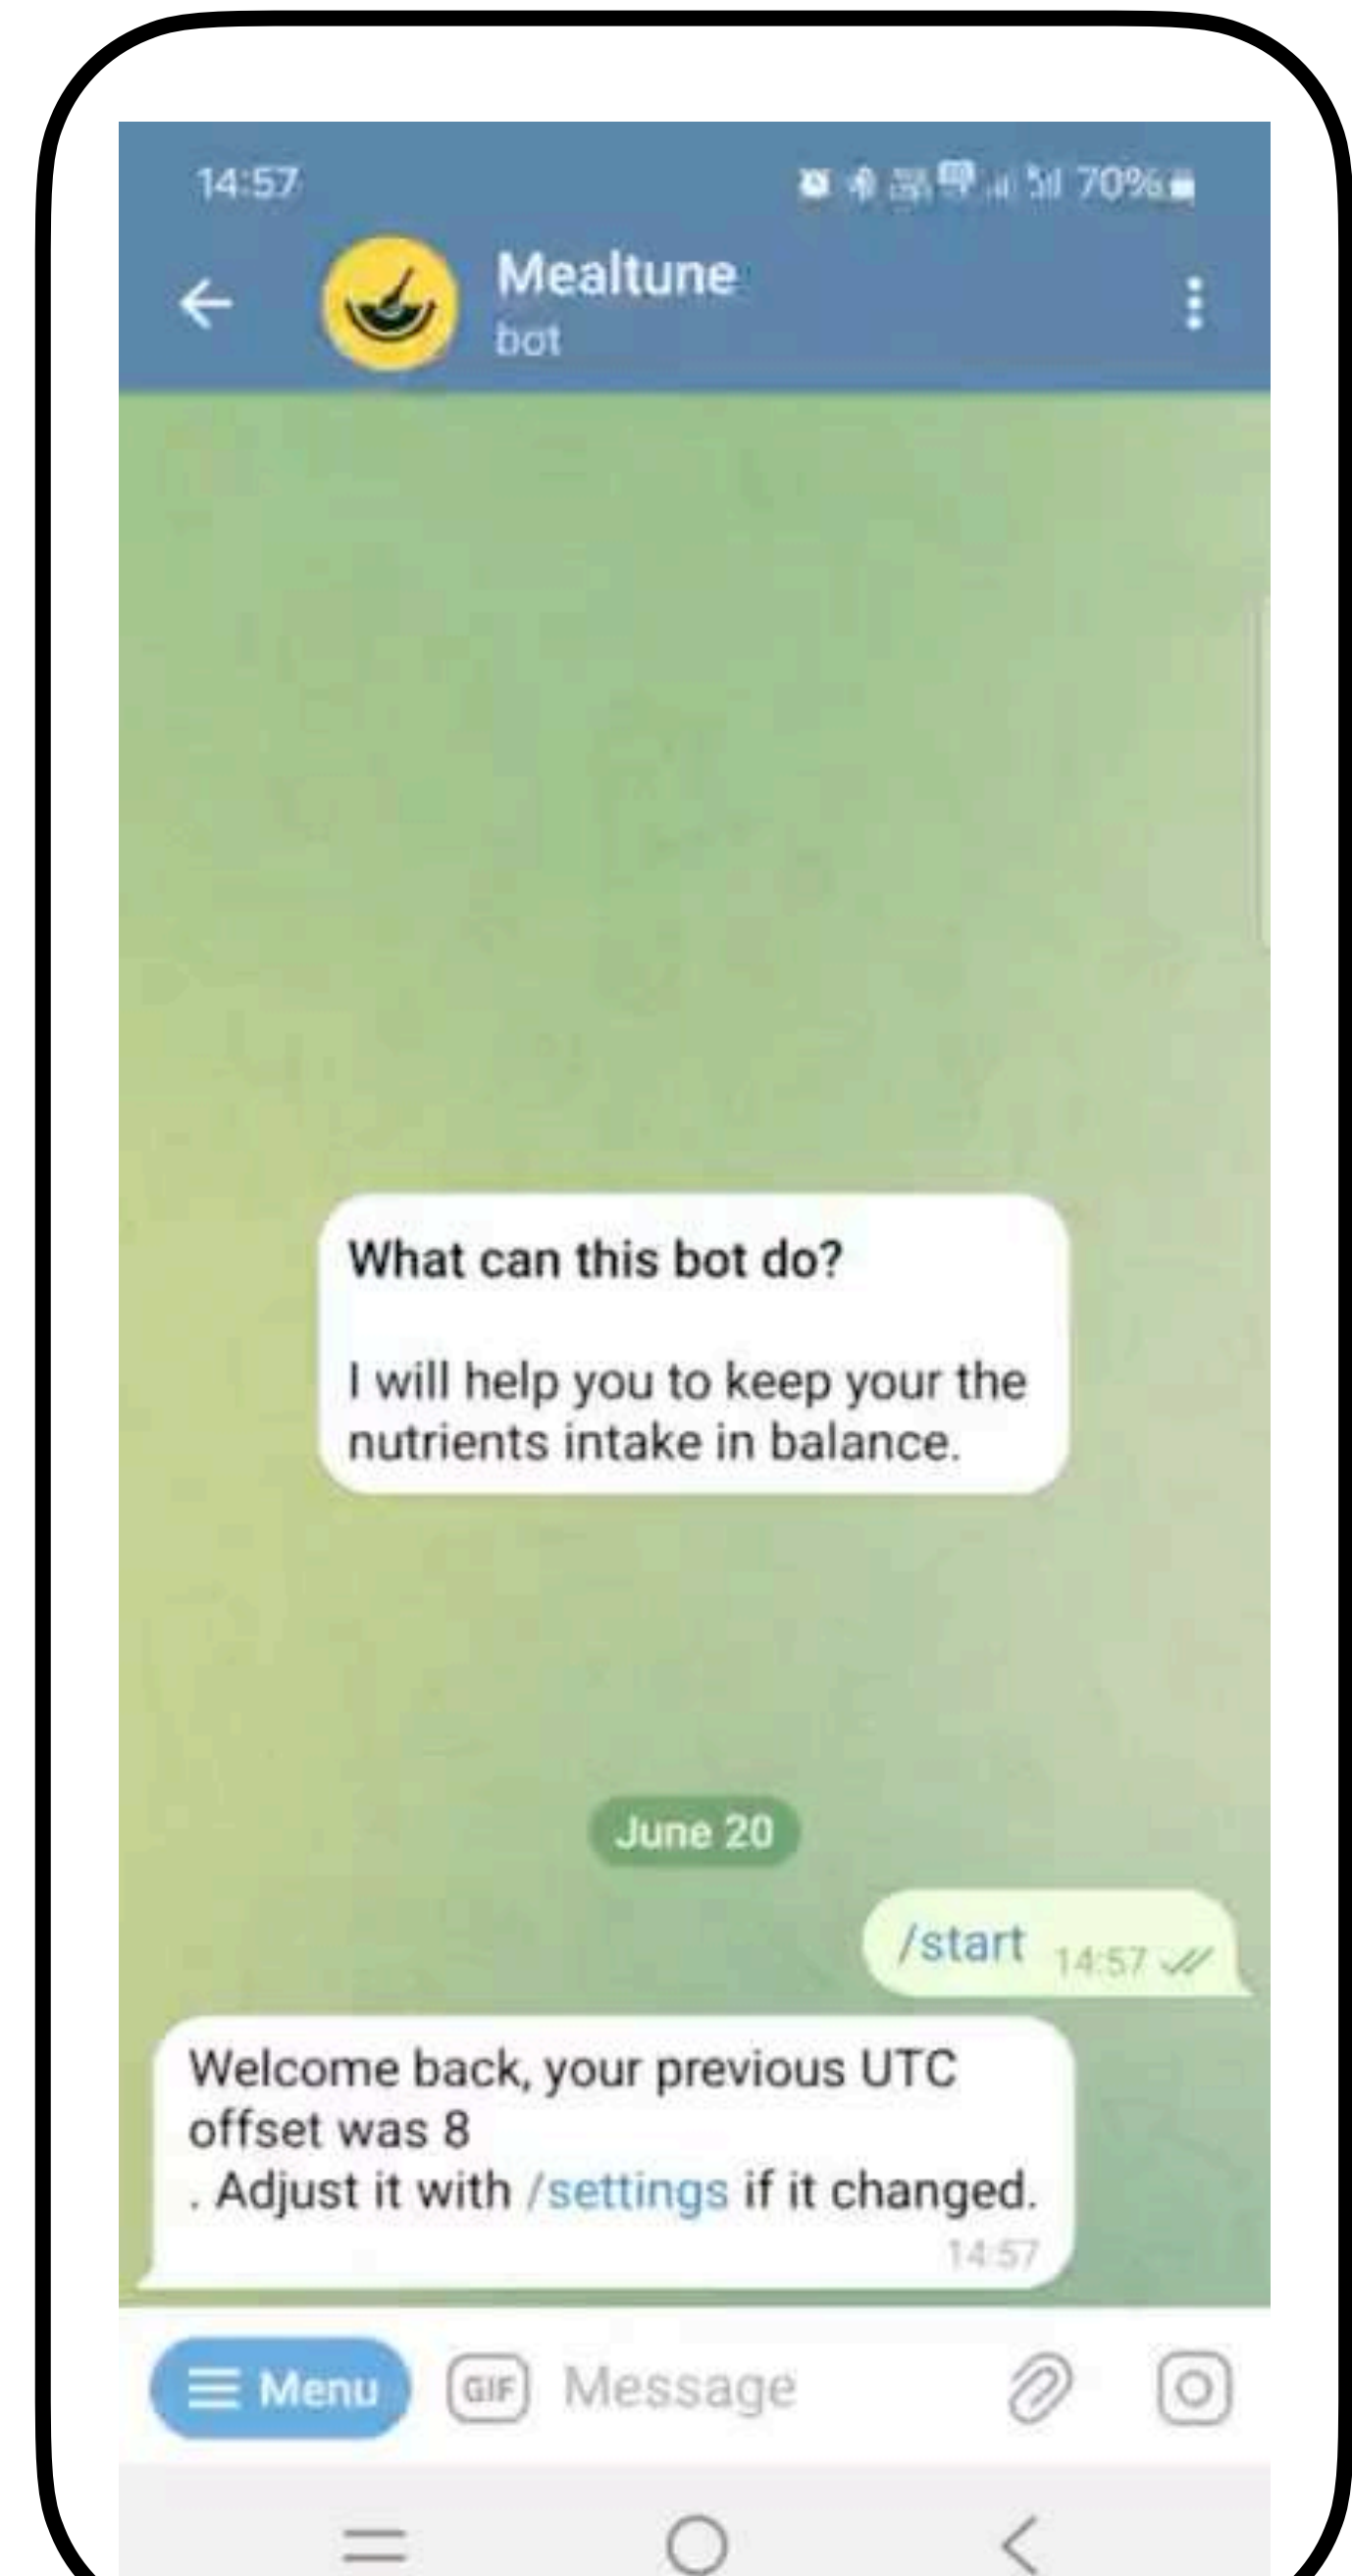 14:57
70%
Mealtune
bot
What can this bot do?
I will help you to keep your the
nutrients intake in balance.
June 20
/start 14:57
Welcome back, your previous UTC
offset was 8
. Adjust it with /settings if it changed.
14:57
Menu
GIF
Message